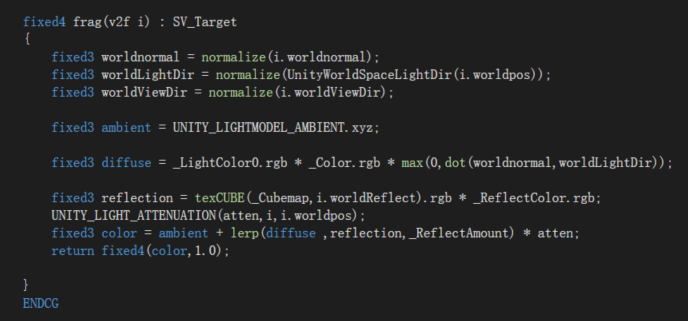 fixed4 frag(v2f i) : SV_Target
{
fixed3 worldnormal = normalize(i.worldnormal);
fixed3 worldLightDir = normalize(UnityWorldSpaceLightDir(i.worldpos));
fixed3 worldViewDir = normalize(i.worldViewDir);
fixed3 ambient = UNITY_LIGHTMODEL_AMBIENT.xyz;
fixed3 diffuse = _LightColor0.rgb * _Color.rgb * max(0,dot(worldnormal,worldLightDir));
fixed3 reflection = texCUBE(_Cubemap,i.worldReflect).rgb * _ReflectColor.rgb;
UNITY_LIGHT_ATTENUATION(atten,i,i.worldpos);
fixed3 color = ambient + lerp(diffuse ,reflection,_ReflectAmount) * atten;
return fixed4(color,1.0);
}
ENDCG